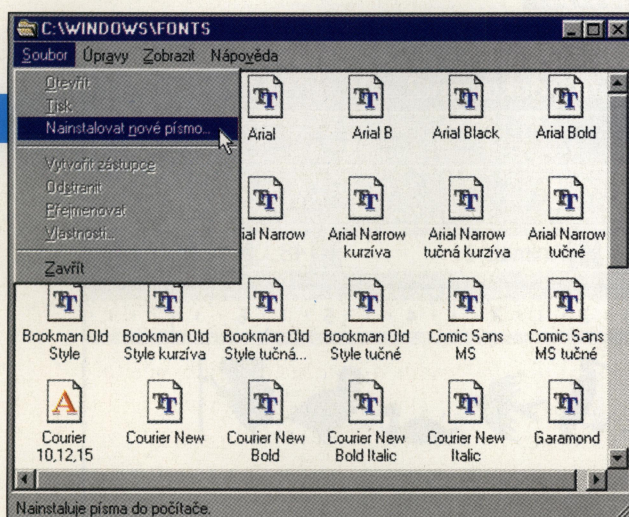 C:\WINDOWS\FONTS
Soubor Úpravy Zobrazit Nápověda
Otevřít
Tisk
Nainstalovat nové písmo...
Vytvořit zástupce
Odstranit
Přejmenovat
Vlastnosti...
Zavřít
Arial
Arial B
Arial Black
Arial Bold
ial Narrow
Arial Narrow
kurzíva
Arial Narrow
tučná kurzíva
Arial Narrow
tučné
Bookman Old
Style
Bookman Old
Style kurzíva
Bookman Old
Style tučná...
Bookman Old
Style tučné
Comic Sans
MS
Comic Sans
MS tučné
Courier
10,12,15
Courier New
Courier New
Bold
Courier New
Bold Italic
Courier New
Italic
Garamond
Nainstaluje písma do počítače.